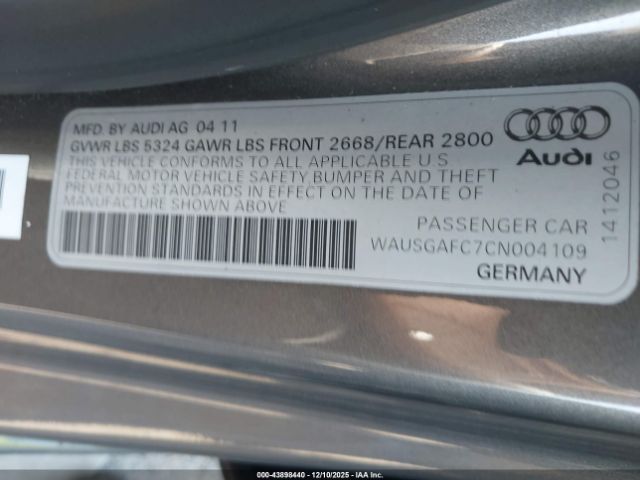 MFD. BY AUDI AG 04 11
GVWR LBS 5324 GAWR LBS FRONT 2668/REAR 2800
THIS VEHICLE CONFORMS TO ALL APPLICABLE U S
FEDERAL MOTOR VEHICLE SAFETY BUMPER AND THEFT
PREVENTION STANDARDS IN EFFECT ON THE DATE OF
MANUFACTURE SHOWN ABOVE
Audi
PASSENGER CAR
WAUSGAFC7CN004109
GERMANY
1412046
000-43898440 - 12/10/2025 - IAA Inc.